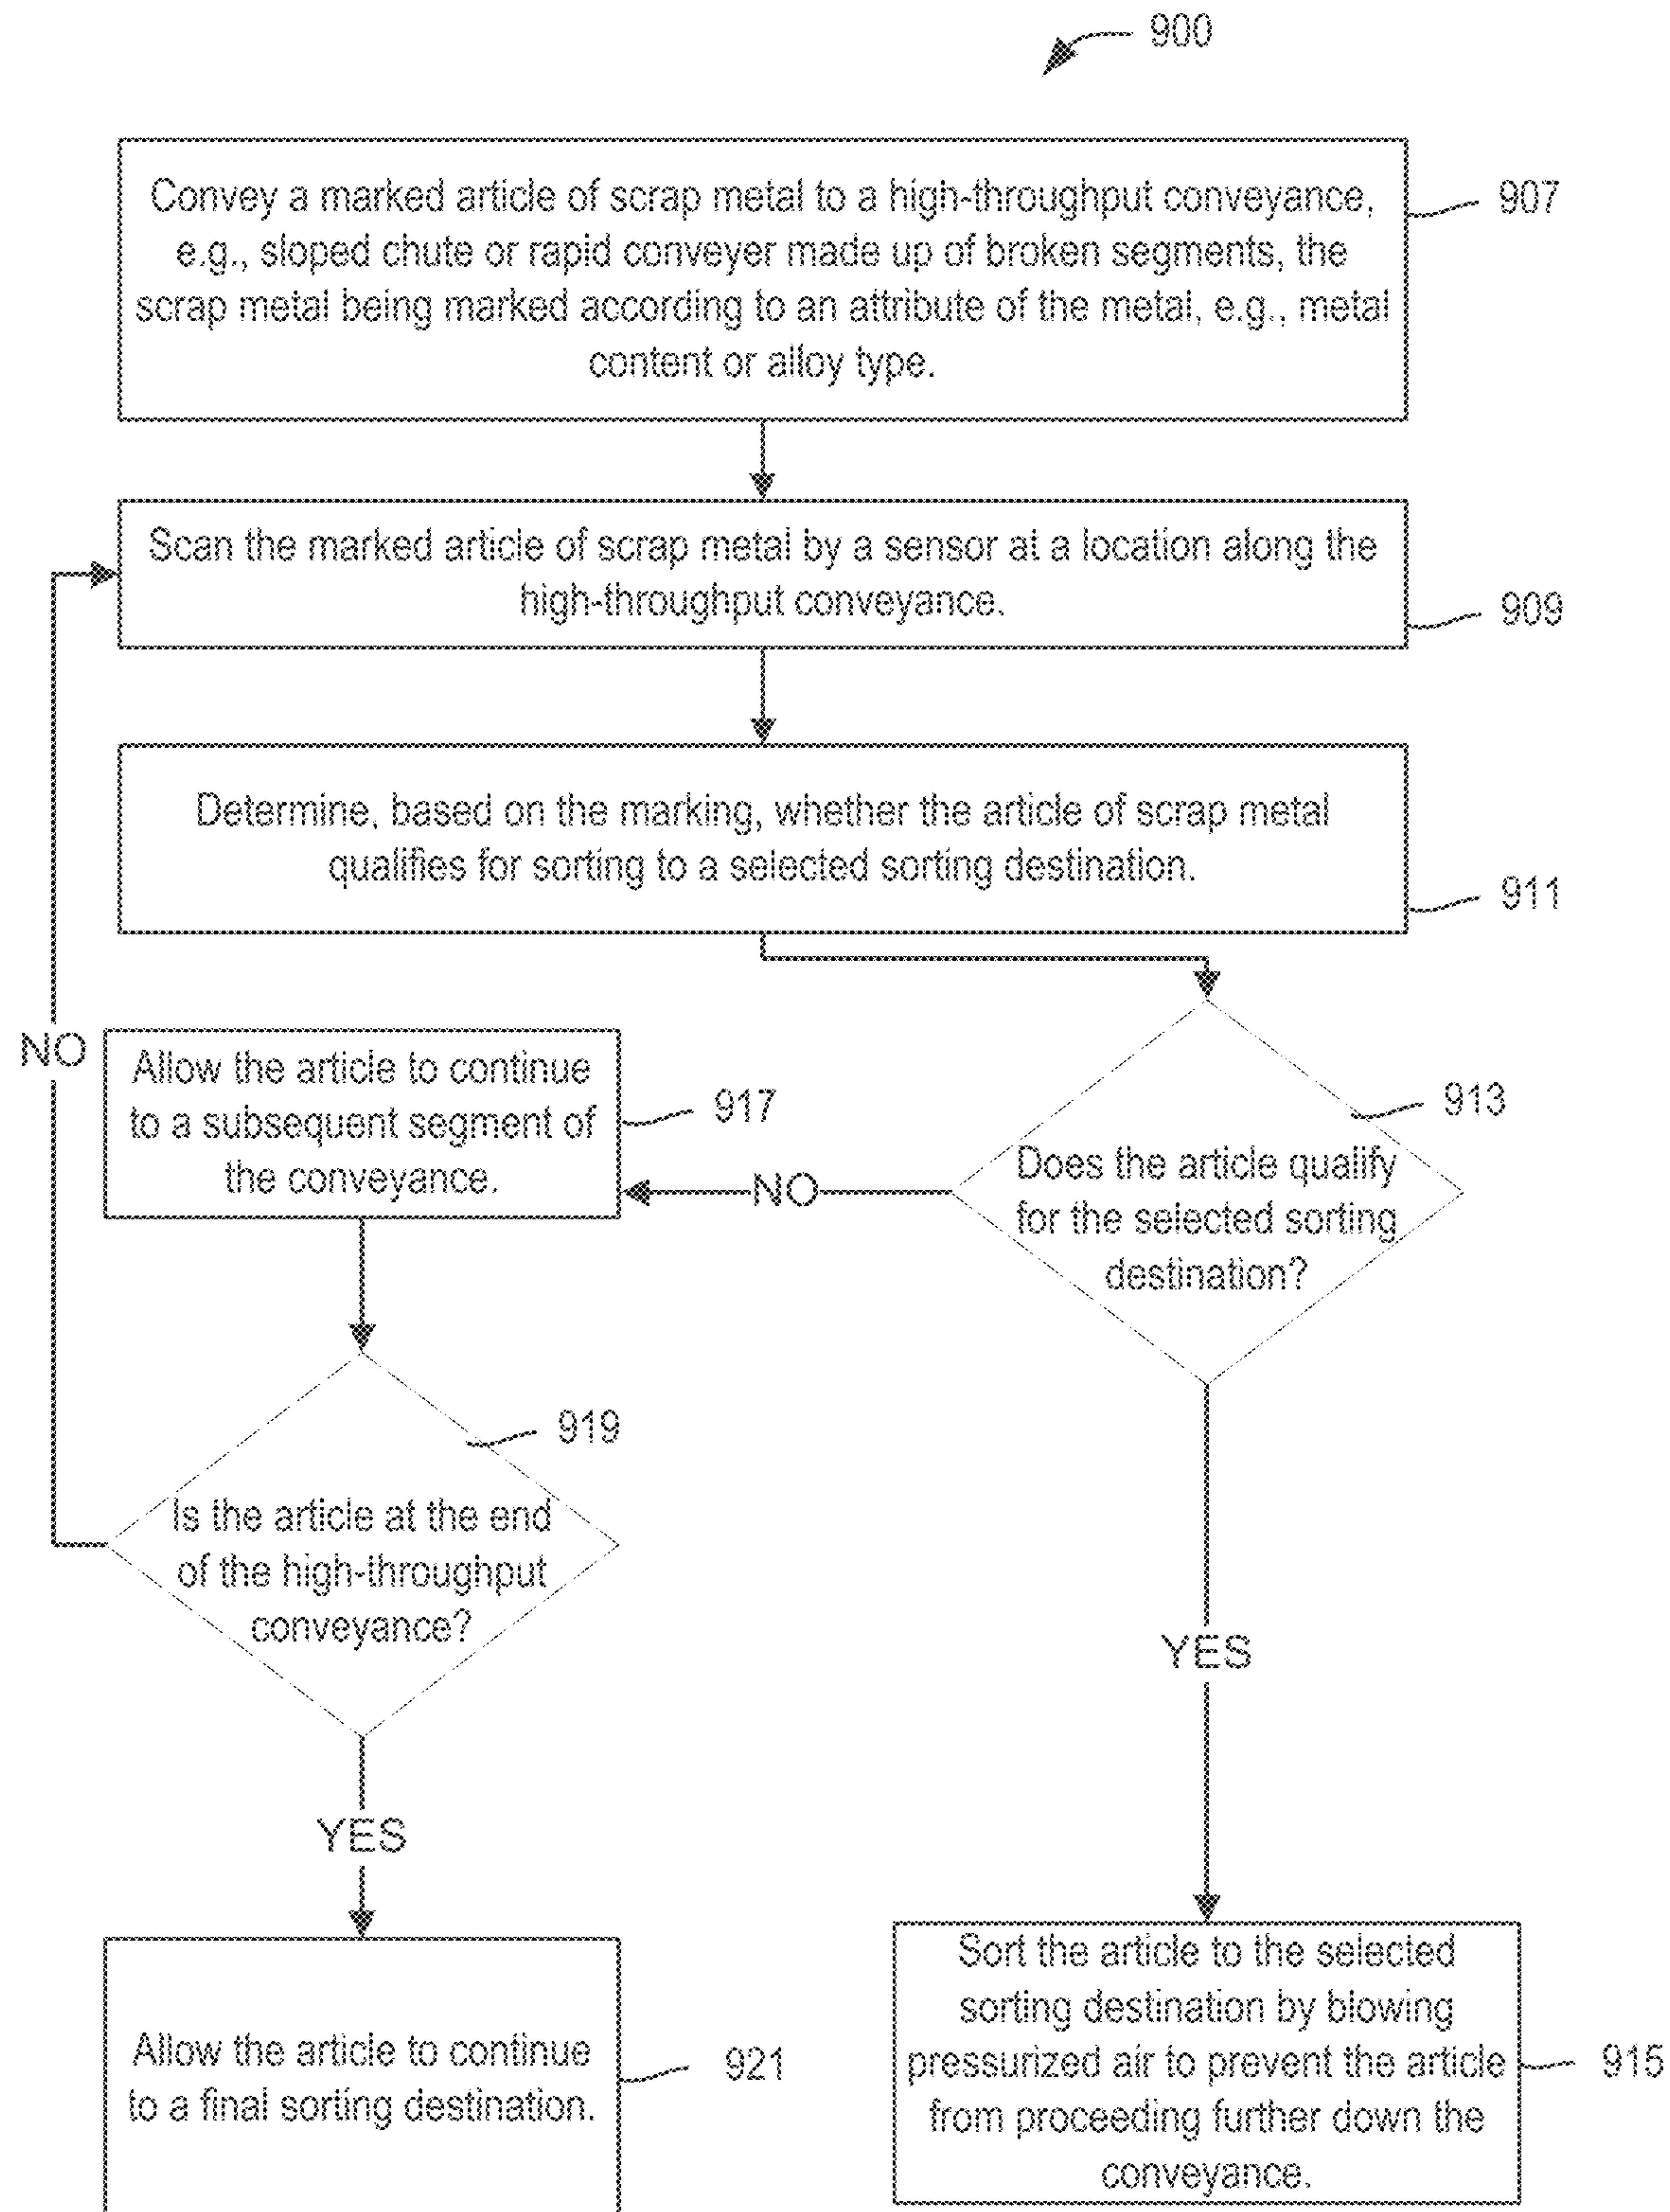 900
Convey a marked article of scrap metal to a high-throughput conveyance,
e.g., sloped chute or rapid conveyer made up of broken segments, the
scrap metal being marked according to an attribute of the metal, e.g., metal
content or alloy type.
907
Scan the marked article of scrap metal by a sensor at a location along the
high-throughput conveyance.
909
Determine, based on the marking, whether the article of scrap metal
qualifies for sorting to a selected sorting destination.
911
NO
Allow the article to continue
to a subsequent segment of
the conveyance.
917
NO
913
Does the article qualify
for the selected sorting
destination?
919
Is the article at the end
of the high-throughput
conveyance?
YES
YES
Allow the article to continue
to a final sorting destination.
921
Sort the article to the selected
sorting destination by blowing
pressurized air to prevent the article
from proceeding further down the
conveyance.
915